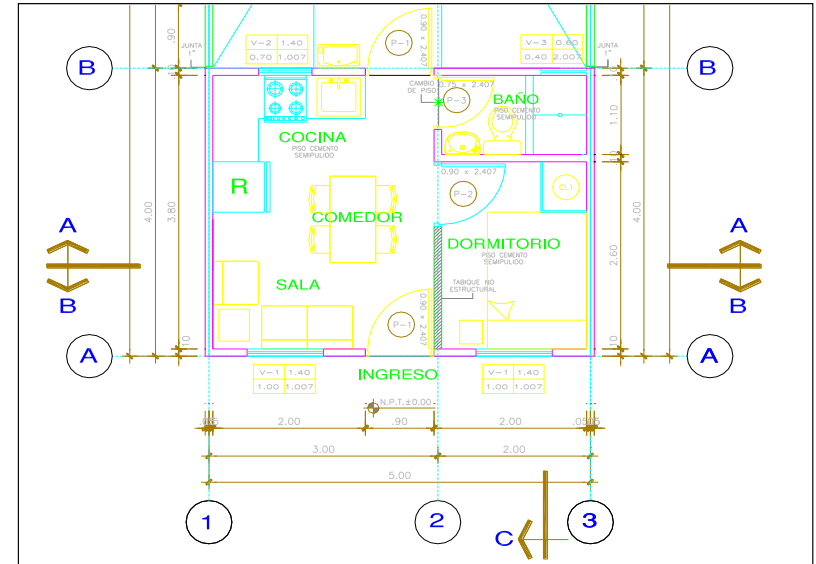 .90
JUNTA
1"
V-2 1.40
0.70 1.007
P-1
0.90 x 2.407
V-3 0.60
0.40 2.007
JUNTA
1"
B
B
CAMBIO
DE PISO
0.75 x 2.407
P-3
BAÑO
PISO CEMENTO
SEMIPULIDO
1.10
COCINA
PISO CEMENTO
SEMIPULIDO
R
0.90 x 2.407
P-2
CL1
4.00
3.80
4.00
COMEDOR
DORMITORIO
PISO CEMENTO
SEMIPULIDO
2.60
A
B
A
B
SALA
TABIQUE NO
ESTRUCTURAL
P-1
0.90 x 2.407
.10
.10
A
A
V-1 1.40
1.00 1.007
INGRESO
V-1 1.40
1.00 1.007
N.P.T.±0.00
2.00
.90
2.00
3.00
2.00
5.00
1
2
3
C